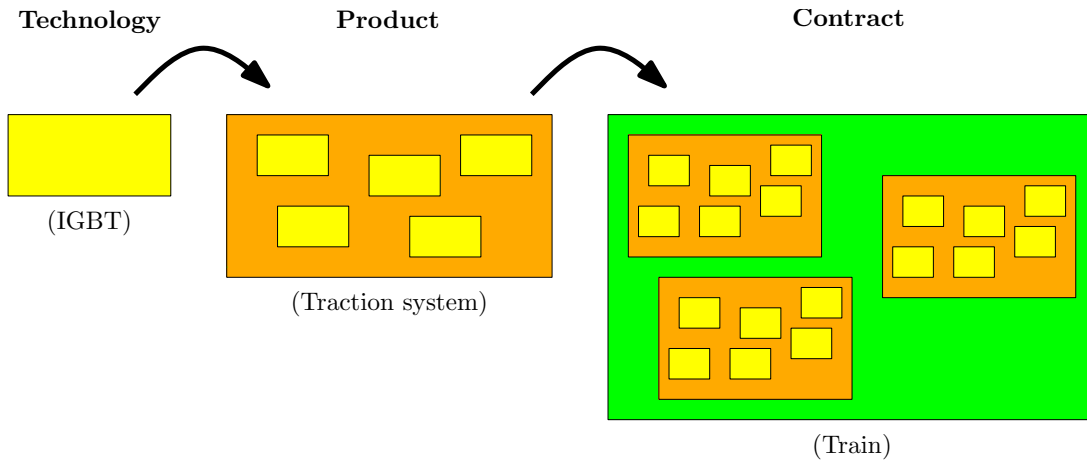 Technology
Product
Contract
(IGBT)
(Traction system)
(Train)